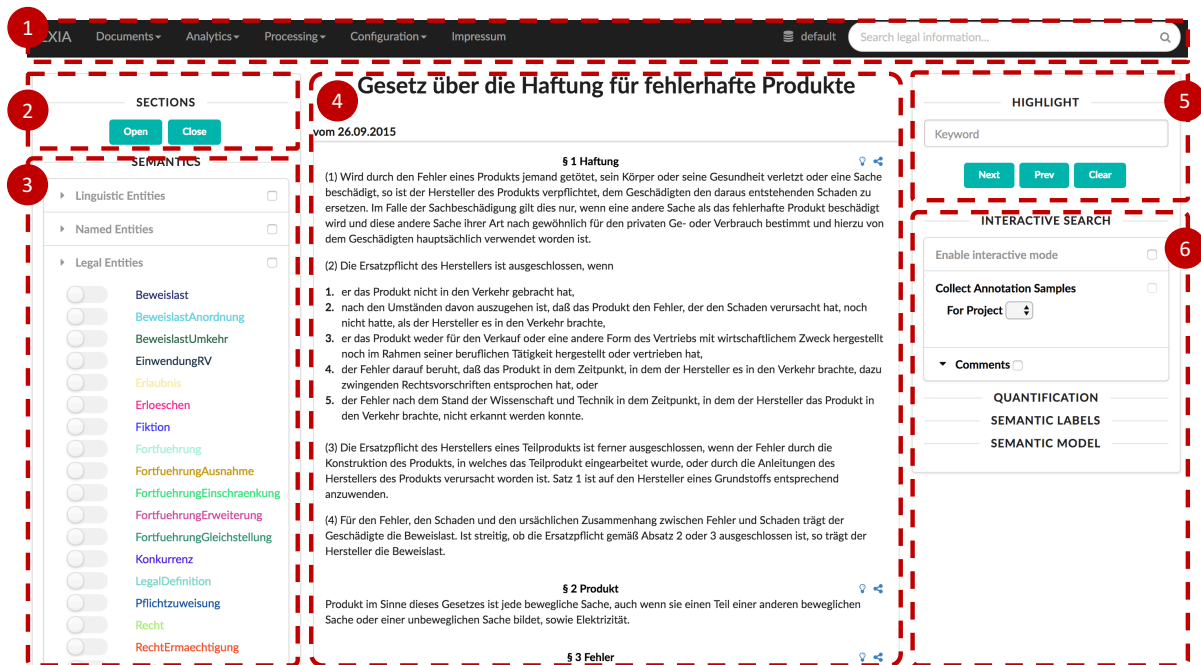 1
EXIA Documents Analytics Processing Configuration Impressum default Search legal information...
2
SECTIONS
Open Close
3
SEMANTICS
Linguistic Entities
Named Entities
Legal Entities
Beweislast
BeweislastAnordnung
BeweislastUmkehr
EinwendungRV
Erlaubnis
Erloeschen
Fiktion
Fortfuehrung
FortfuehrungAusnahme
FortfuehrungEinschraenkung
FortfuehrungErweiterung
FortfuehrungGleichstellung
Konkurrenz
LegalDefinition
Pflichtzuweisung
Recht
RechtErmaechtigung
4
Gesetz über die Haftung für fehlerhafte Produkte
vom 26.09.2015
§ 1 Haftung
(1) Wird durch den Fehler eines Produkts jemand getötet, sein Körper oder seine Gesundheit verletzt oder eine Sache
beschädigt, so ist der Hersteller des Produkts verpflichtet, dem Geschädigten den daraus entstehenden Schaden zu
ersetzen. Im Falle der Sachbeschädigung gilt dies nur, wenn eine andere Sache als das fehlerhafte Produkt beschädigt
wird und diese andere Sache ihrer Art nach gewöhnlich für den privaten Ge- oder Verbrauch bestimmt und hierzu von
dem Geschädigten hauptsächlich verwendet worden ist.
(2) Die Ersatzpflicht des Herstellers ist ausgeschlossen, wenn
1. er das Produkt nicht in den Verkehr gebracht hat,
2. nach den Umständen davon auszugehen ist, daß das Produkt den Fehler, der den Schaden verursacht hat, noch
nicht hatte, als der Hersteller es in den Verkehr brachte,
3. er das Produkt weder für den Verkauf oder eine andere Form des Vertriebs mit wirtschaftlichem Zweck hergestellt
noch im Rahmen seiner beruflichen Tätigkeit hergestellt oder vertrieben hat,
4. der Fehler darauf beruht, daß das Produkt in dem Zeitpunkt, in dem der Hersteller es in den Verkehr brachte, dazu
zwingenden Rechtsvorschriften entsprochen hat, oder
5. der Fehler nach dem Stand der Wissenschaft und Technik in dem Zeitpunkt, in dem der Hersteller das Produkt in
den Verkehr brachte, nicht erkannt werden konnte.
(3) Die Ersatzpflicht des Herstellers eines Teilprodukts ist ferner ausgeschlossen, wenn der Fehler durch die
Konstruktion des Produkts, in welches das Teilprodukt eingearbeitet wurde, oder durch die Anleitungen des
Herstellers des Produkts verursacht worden ist. Satz 1 ist auf den Hersteller eines Grundstoffs entsprechend
anzuwenden.
(4) Für den Fehler, den Schaden und den ursächlichen Zusammenhang zwischen Fehler und Schaden trägt der
Geschädigte die Beweislast. Ist streitig, ob die Ersatzpflicht gemäß Absatz 2 oder 3 ausgeschlossen ist, so trägt der
Hersteller die Beweislast.
§ 2 Produkt
Produkt im Sinne dieses Gesetzes ist jede bewegliche Sache, auch wenn sie einen Teil einer anderen beweglichen
Sache oder einer unbeweglichen Sache bildet, sowie Elektrizität.
§ 3 Fehler
5
HIGHLIGHT
Keyword
Next Prev Clear
6
INTERACTIVE SEARCH
Enable interactive mode
Collect Annotation Samples
For Project
Comments
QUANTIFICATION
SEMANTIC LABELS
SEMANTIC MODEL